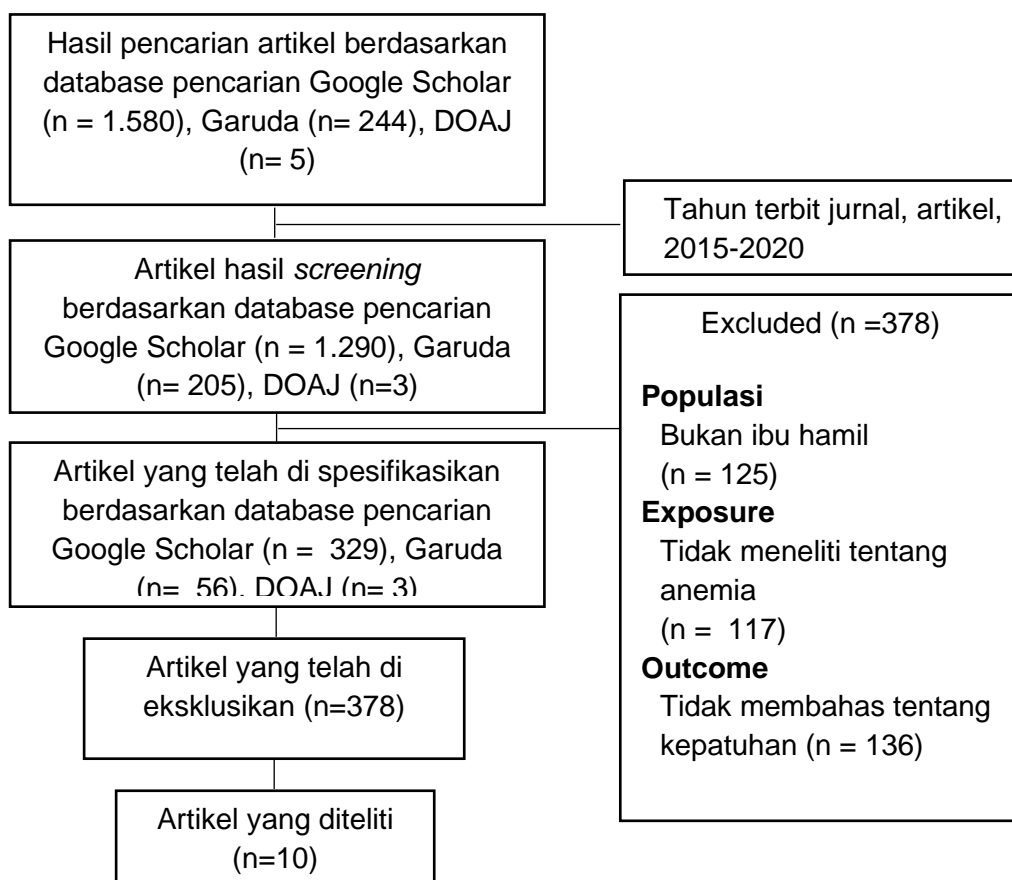 Hasil pencarian artikel berdasarkan
database pencarian Google Scholar
(n = 1.580), Garuda (n= 244), DOAJ
(n= 5)
Tahun terbit jurnal, artikel,
2015-2020
Artikel hasil screening
berdasarkan database pencarian
Google Scholar (n = 1.290), Garuda
(n= 205), DOAJ (n=3)
Excluded (n =378)
Populasi
Bukan ibu hamil
(n = 125)
Exposure
Tidak meneliti tentang
anemia
(n = 117)
Outcome
Tidak membahas tentang
kepatuhan (n = 136)
Artikel yang telah di spesifikasikan
berdasarkan database pencarian
Google Scholar (n = 329), Garuda
(n= 56), DOAJ (n= 3)
Artikel yang telah di
eksklusikan (n=378)
Artikel yang diteliti
(n=10)